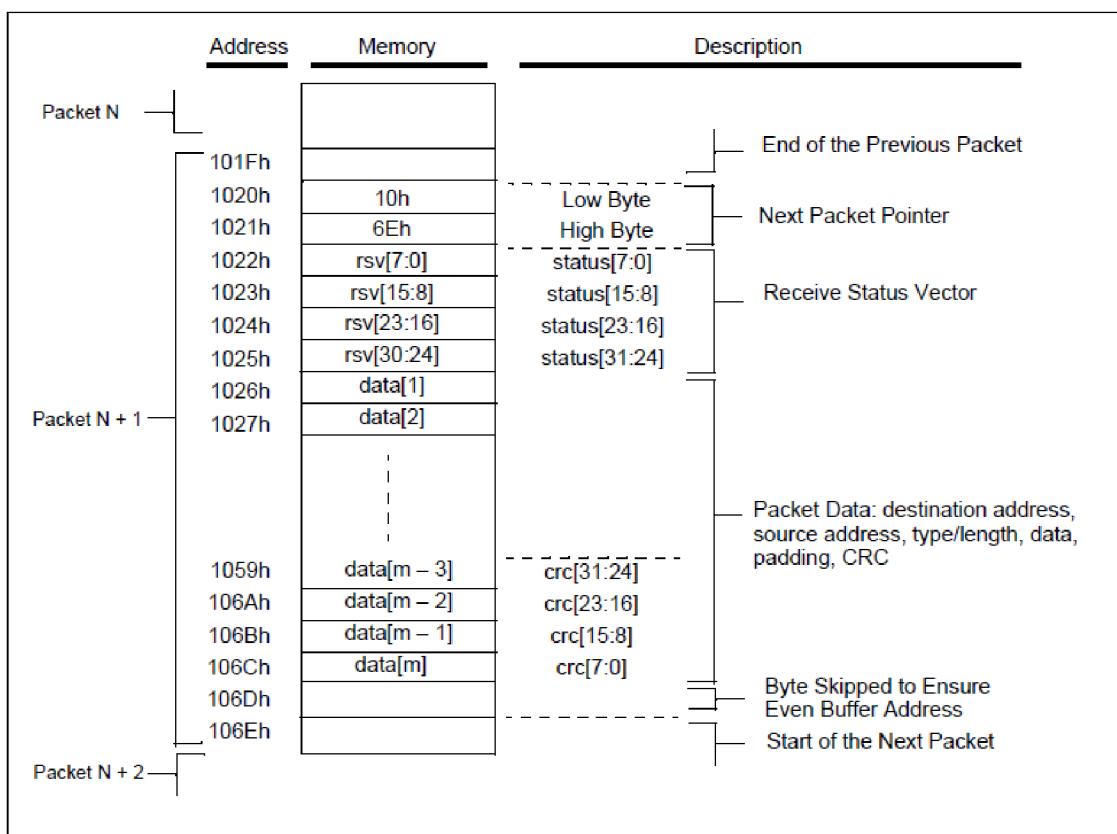 Address Memory Description
Packet N
End of the Previous Packet
101Fh
1020h 10h Low Byte
Next Packet Pointer
1021h 6Eh High Byte
1022h rsv[7:0] status[7:0]
1023h rsv[15:8] status[15:8] Receive Status Vector
1024h rsv[23:16] status[23:16]
1025h rsv[30:24] status[31:24]
1026h data[1]
Packet N + 1
1027h data[2]
Packet Data: destination address,
source address, type/length, data,
padding, CRC
1059h data[m – 3] crc[31:24]
106Ah data[m – 2] crc[23:16]
106Bh data[m – 1] crc[15:8]
106Ch data[m] crc[7:0]
106Dh Byte Skipped to Ensure
Even Buffer Address
106Eh Start of the Next Packet
Packet N + 2